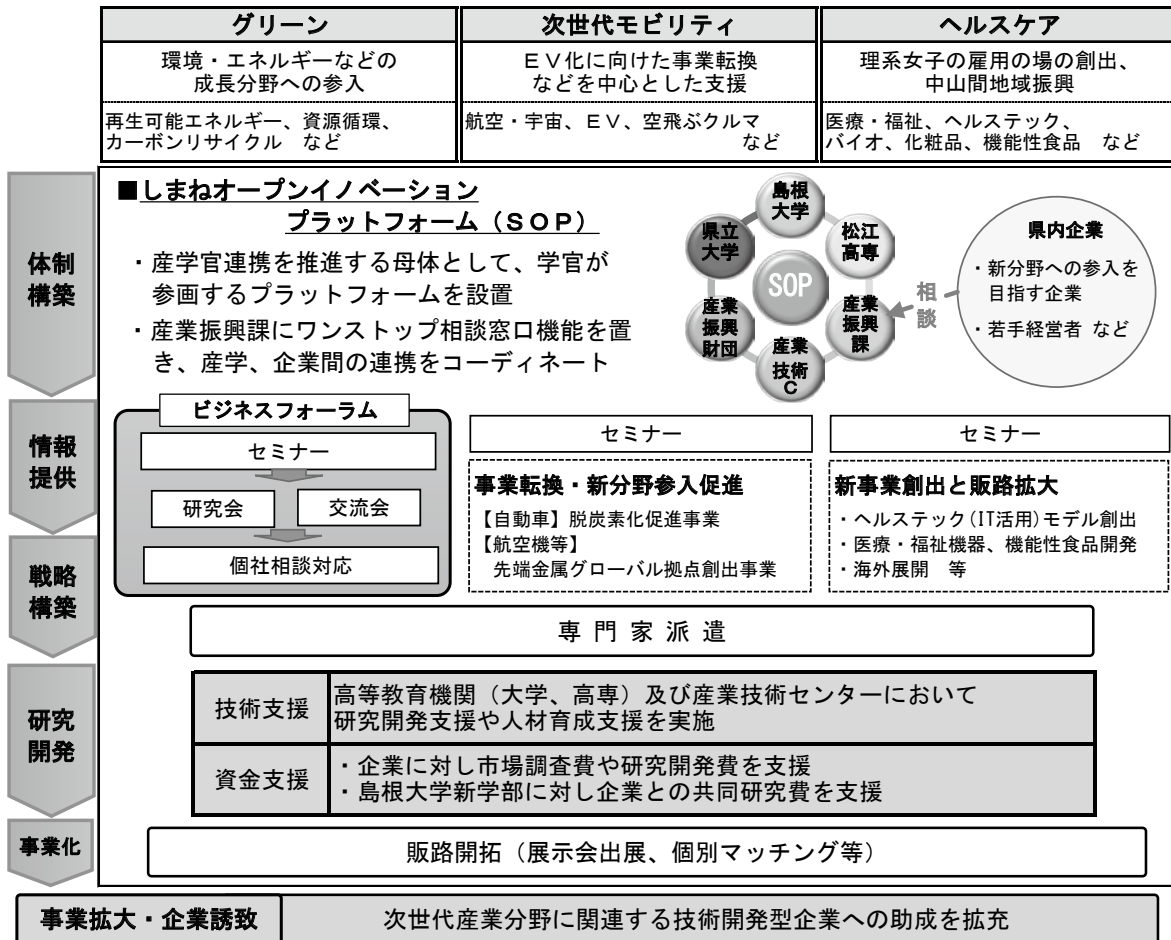 グリーン
次世代モビリティ
ヘルスケア
環境・エネルギーなどの
成長分野への参入
ＥＶ化に向けた事業転換
などを中心とした支援
理系女子の雇用の場の創出、
中山間地域振興
再生可能エネルギー、資源循環、
カーボンリサイクル　など
航空・宇宙、ＥＶ、空飛ぶクルマ
など
医療・福祉、ヘルステック、
バイオ、化粧品、機能性食品　など
体制
構築
■しまねオープンイノベーション
プラットフォーム（ＳＯＰ）
・産学官連携を推進する母体として、学官が
参画するプラットフォームを設置
・産業振興課にワンストップ相談窓口機能を置
き、産学、企業間の連携をコーディネート
島根
大学
県立
大学
松江
高専
SOP
産業
振興
財団
産業
振興
課
産業
技術
C
相
談
県内企業
・新分野への参入を
目指す企業
・若手経営者 など
情報
提供
ビジネスフォーラム
セミナー
研究会
交流会
個社相談対応
セミナー
事業転換・新分野参入促進
【自動車】脱炭素化促進事業
【航空機等】
先端金属グローバル拠点創出事業
セミナー
新事業創出と販路拡大
・ヘルステック(IT活用)モデル創出
・医療・福祉機器、機能性食品開発
・海外展開　等
戦略
構築
専 門 家 派 遣
研究
開発
技術支援
高等教育機関（大学、高専）及び産業技術センターにおいて
研究開発支援や人材育成支援を実施
資金支援
・企業に対し市場調査費や研究開発費を支援
・島根大学新学部に対し企業との共同研究費を支援
事業化
販路開拓（展示会出展、個別マッチング等）
事業拡大・企業誘致
次世代産業分野に関連する技術開発型企業への助成を拡充